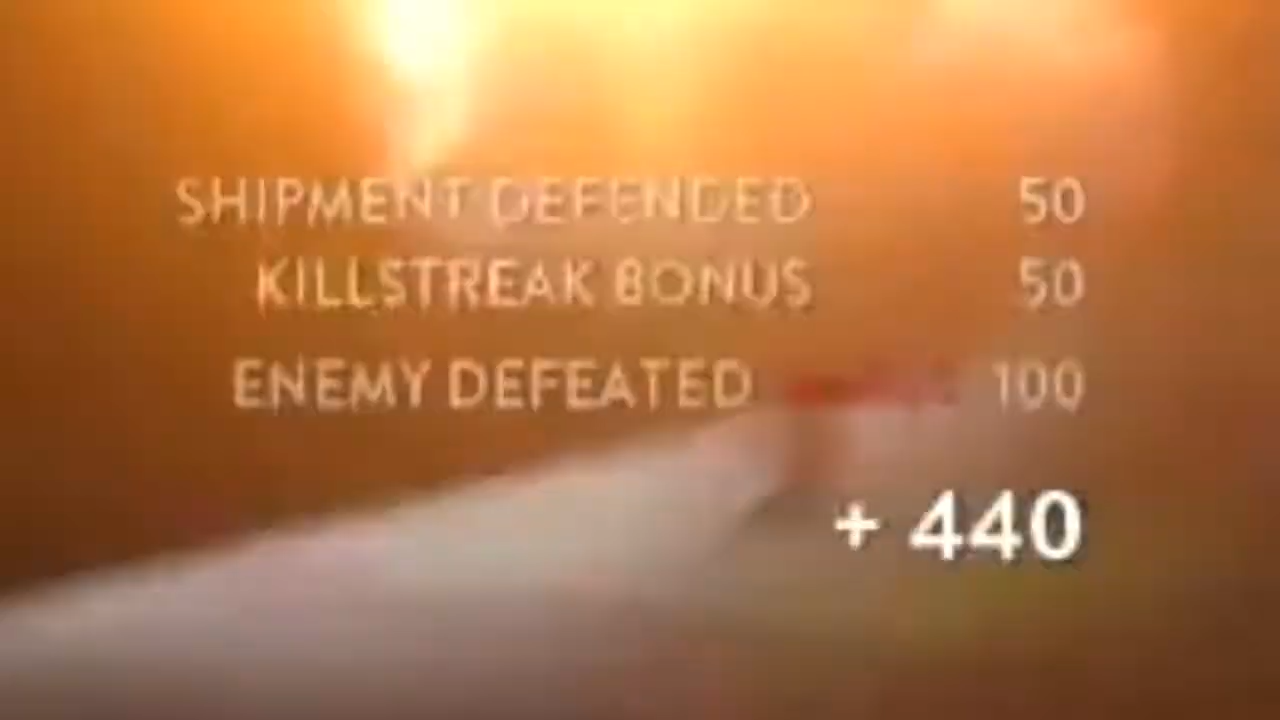 SHIPMENT DEFENDED 50
KILLSTREAK BONUS 50
ENEMY DEFEATED 100
+ 440